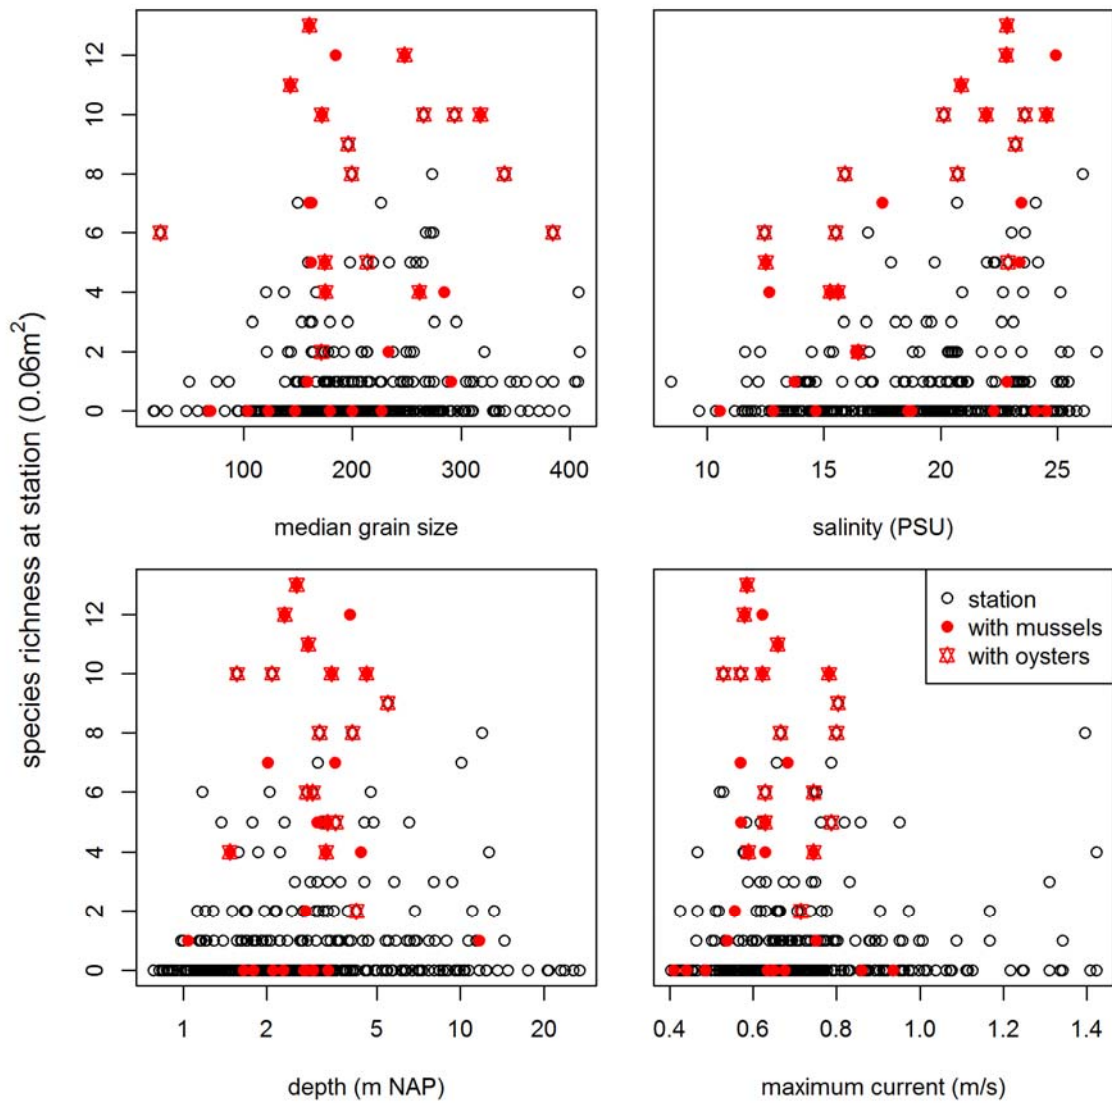 species richness at station (0.06m²)
12
10
8
6
4
2
0
100 200 300 400
median grain size
10 15 20 25
salinity (PSU)
12
10
8
6
4
2
0
1 2 5 10 20
depth (m NAP)
station
with mussels
with oysters
0.4 0.6 0.8 1.0 1.2 1.4
maximum current (m/s)